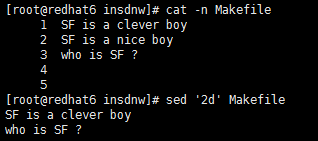 [root@redhat6 insdnw]# cat -n Makefile
     1  SF is a clever boy
     2  SF is a nice boy
     3  who is SF ?
     4
     5
[root@redhat6 insdnw]# sed '2d' Makefile
SF is a clever boy
who is SF ?